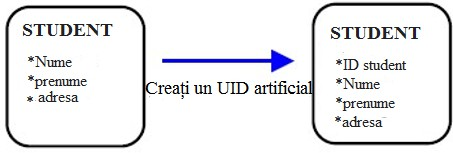 STUDENT
*Nume
*prenume
* adresa
Creați un UID artificial
STUDENT
*ID student
*Nume
*prenume
*adresa